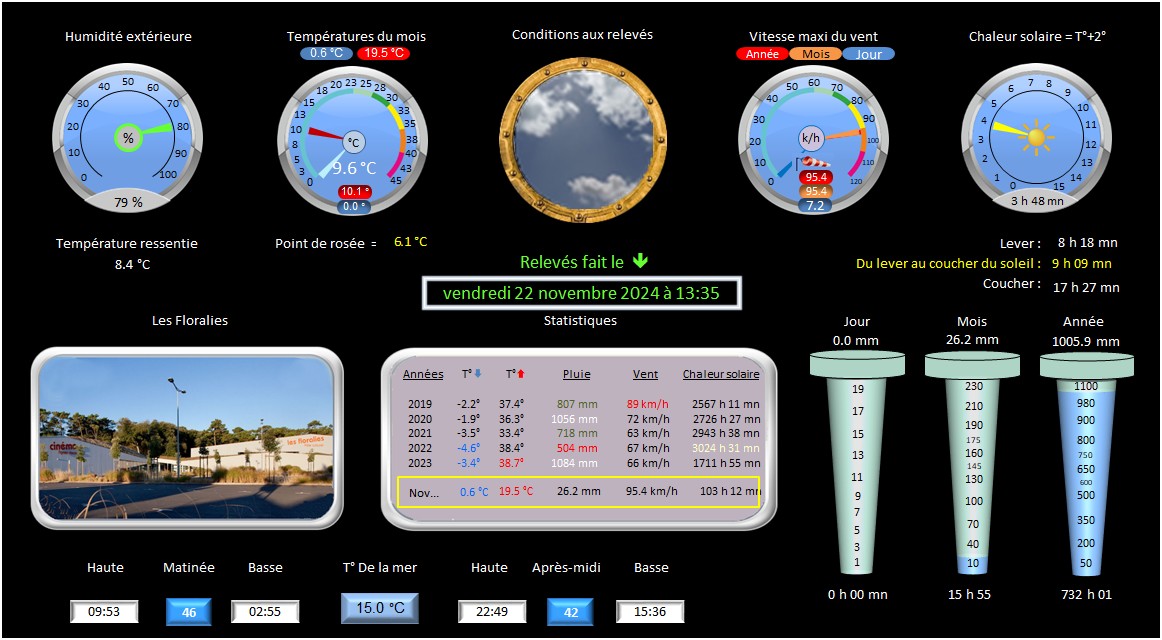 Humidité extérieure
0 10 20 30 40 50 60 70 80 90 100
%
79 %
Températures du mois
0.6 °C 19.5 °C
0 3 5 8 10 13 15 18 20 23 25 28 30 33 35 38 40 43 45
°C
9.6 °C
10.1 °
0.0 °
Conditions aux relevés
Vitesse maxi du vent
Année Mois Jour
0 10 20 30 40 50 60 70 80 90 100 110 120
k/h
95.4
95.4
7.2
Chaleur solaire = T°+2°
0 1 2 3 4 5 6 7 8 9 10 11 12 13 14 15
3 h 48 mn
Température ressentie
8.4 °C
Point de rosée = 6.1 °C
Relevés fait le
vendredi 22 novembre 2024 à 13:35
Lever : 8 h 18 mn
Du lever au coucher du soleil : 9 h 09 mn
Coucher : 17 h 27 mn
Les Floralies
cinéma
les floralies
Statistiques
Années T° T° Pluie Vent Chaleur solaire
2019 -2.2° 37.4° 807 mm 89 km/h 2567 h 11 mn
2020 -1.9° 36.3° 1056 mm 72 km/h 2726 h 27 mn
2021 -3.5° 33.4° 718 mm 63 km/h 2943 h 38 mn
2022 -4.6° 38.4° 504 mm 67 km/h 3024 h 31 mn
2023 -3.4° 38.7° 1084 mm 66 km/h 1711 h 55 mn
Nov... 0.6 °C 19.5 °C 26.2 mm 95.4 km/h 103 h 12 mn
Jour
0.0 mm
19
17
15
13
11
9
7
5
3
1
0 h 00 mn
Mois
26.2 mm
230
210
190
175
160
145
130
100
70
40
10
15 h 55
Année
1005.9 mm
1100
980
900
800
750
650
600
500
350
200
50
732 h 01
Haute Matinée Basse T° De la mer Haute Après-midi Basse
09:53 46 02:55 15.0 °C 22:49 42 15:36